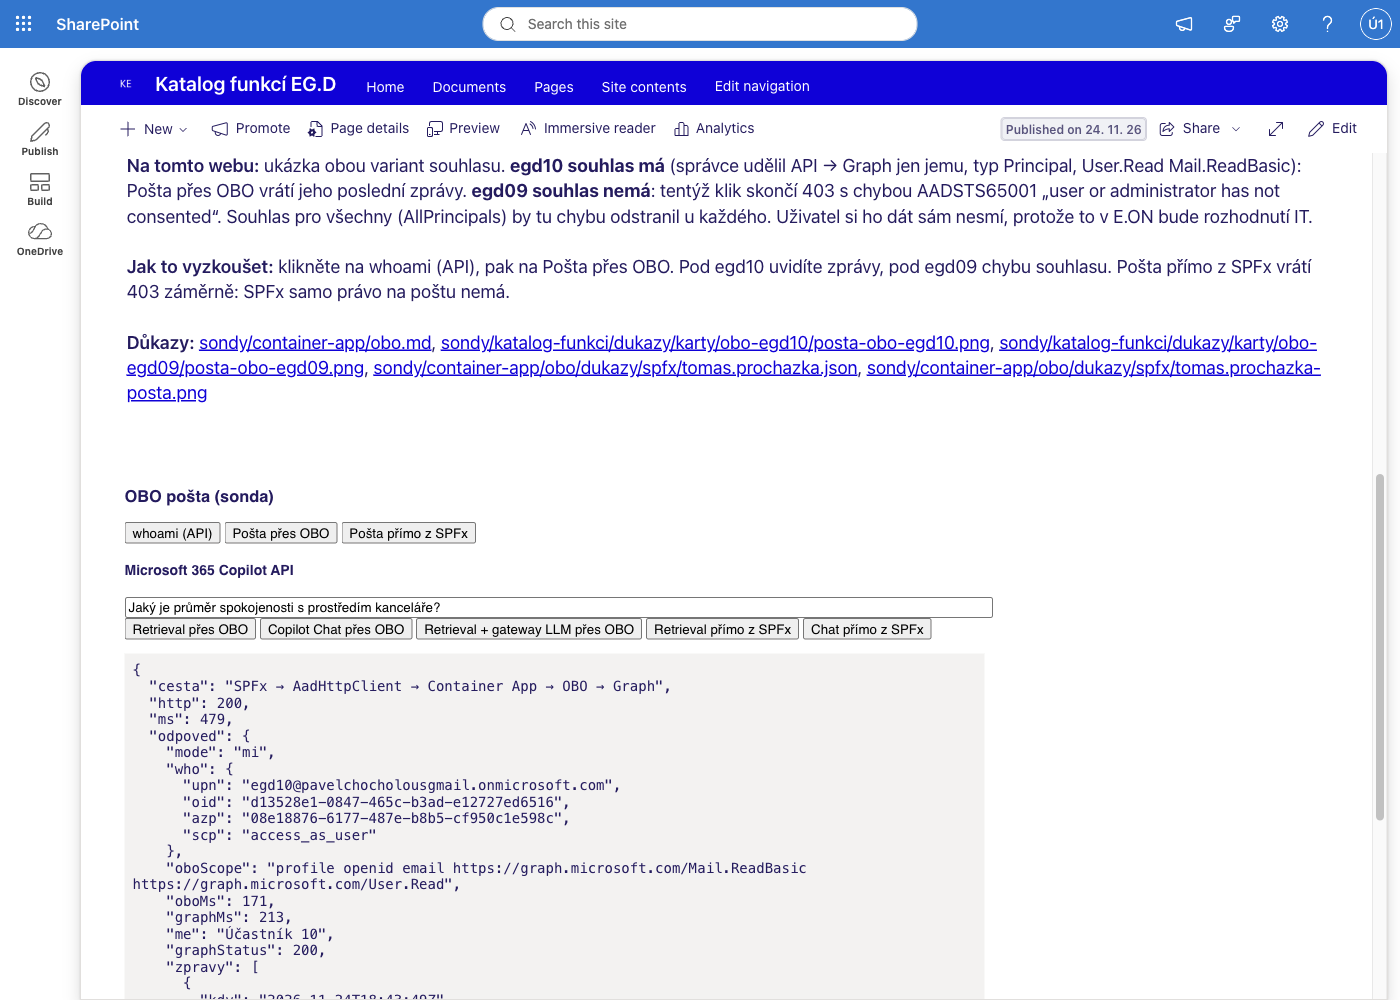 SharePoint
Search this site
Ú1
Discover
Publish
Build
OneDrive
KE
Katalog funkcí EG.D
Home
Documents
Pages
Site contents
Edit navigation
New
Promote
Page details
Preview
Immersive reader
Analytics
Published on 24. 11. 26
Share
Edit
Na tomto webu: ukázka obou variant souhlasu. egd10 souhlas má (správce udělil API → Graph jen jemu, typ Principal, User.Read Mail.ReadBasic):
Pošta přes OBO vrátí jeho poslední zprávy. egd09 souhlas nemá: tentýž klik skončí 403 s chybou AADSTS65001 „user or administrator has not
consented“. Souhlas pro všechny (AllPrincipals) by tu chybu odstranil u každého. Uživatel si ho dát sám nesmí, protože to v E.ON bude rozhodnutí IT.
Jak to vyzkoušet: klikněte na whoami (API), pak na Pošta přes OBO. Pod egd10 uvidíte zprávy, pod egd09 chybu souhlasu. Pošta přímo z SPFx vrátí
403 záměrně: SPFx samo právo na poštu nemá.
Důkazy: sondy/container-app/obo.md, sondy/katalog-funkci/dukazy/karty/obo-egd10/posta-obo-egd10.png, sondy/katalog-funkci/dukazy/karty/obo-
egd09/posta-obo-egd09.png, sondy/container-app/obo/dukazy/spfx/tomas.prochazka.json, sondy/container-app/obo/dukazy/spfx/tomas.prochazka-
posta.png
OBO pošta (sonda)
whoami (API)
Pošta přes OBO
Pošta přímo z SPFx
Microsoft 365 Copilot API
Jaký je průměr spokojenosti s prostředím kanceláře?
Retrieval přes OBO
Copilot Chat přes OBO
Retrieval + gateway LLM přes OBO
Retrieval přímo z SPFx
Chat přímo z SPFx
{
"cesta": "SPFx → AadHttpClient → Container App → OBO → Graph",
"http": 200,
"ms": 479,
"odpoved": {
"mode": "mi",
"who": {
"upn": "egd10@pavelchocholousgmail.onmicrosoft.com",
"oid": "d13528e1-0847-465c-b3ad-e12727ed6516",
"azp": "08e18876-6177-487e-b8b5-cf950c1e598c",
"scp": "access_as_user"
},
"oboScope": "profile openid email https://graph.microsoft.com/Mail.ReadBasic
https://graph.microsoft.com/User.Read",
"oboMs": 171,
"graphMs": 213,
"me": "Účastník 10",
"graphStatus": 200,
"zpravy": [
{
"kdy": "2026-11-24T18:43:49Z"